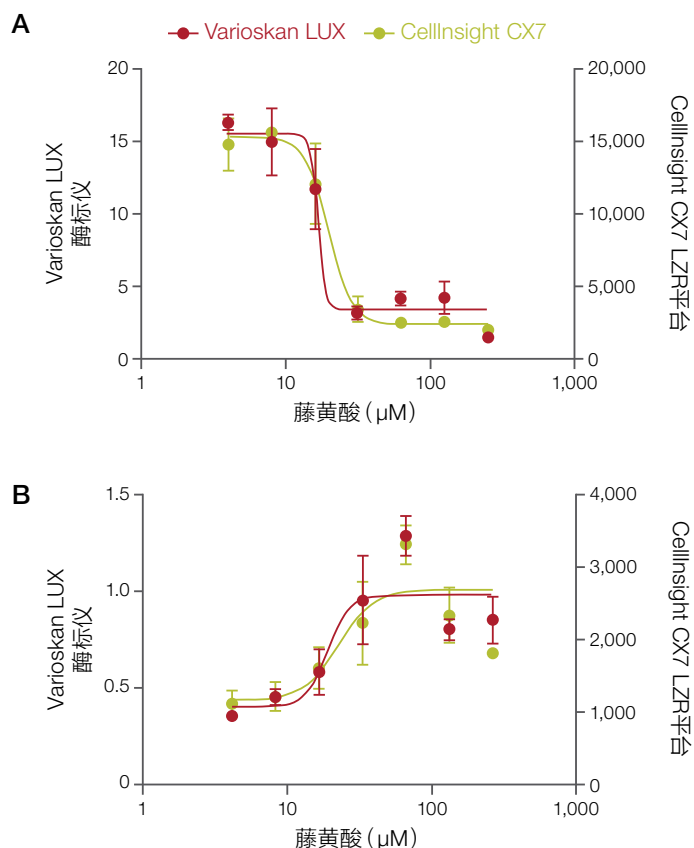 A
Varioskan LUX
CellInsight CX7
20
15
10
5
0
20,000
15,000
10,000
5,000
0
Varioskan LUX
酶标仪
CellInsight CX7 LZR平台
1
10
100
1,000
藤黄酸(μM)
B
1.5
1.0
0.5
0
4,000
3,000
2,000
1,000
0
Varioskan LUX
酶标仪
CellInsight CX7 LZR平台
1
10
100
1,000
藤黄酸(μM)